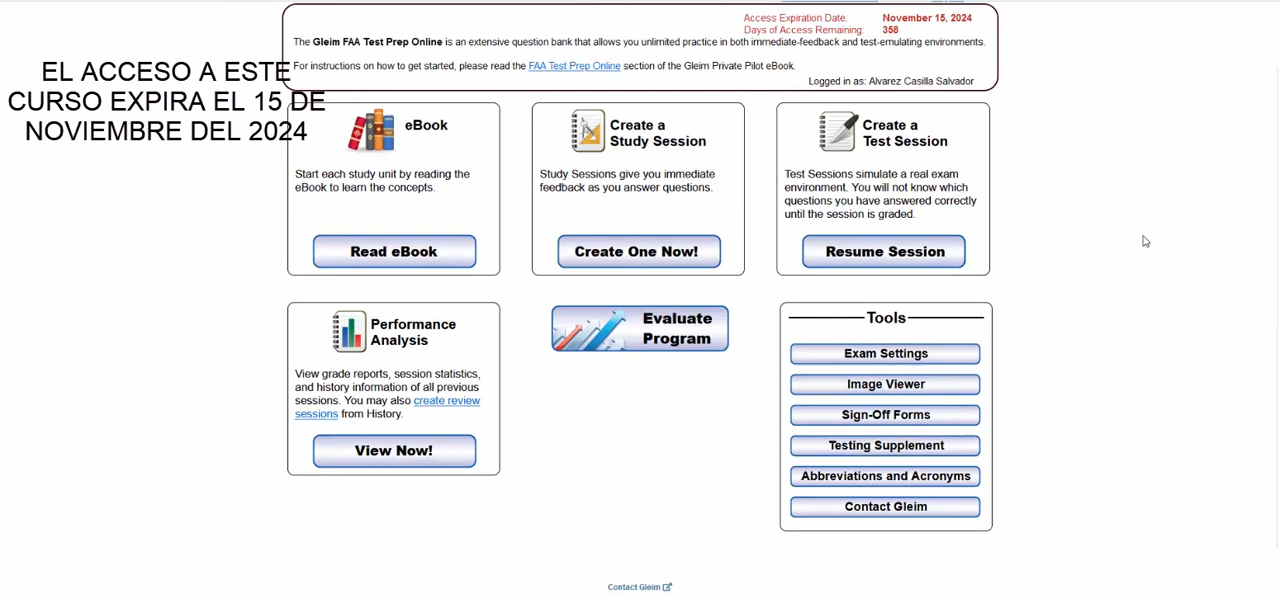 Access Expiration Date: November 15, 2024
Days of Access Remaining: 358
The Gleim FAA Test Prep Online is an extensive question bank that allows you unlimited practice in both immediate-feedback and test-emulating environments.
For instructions on how to get started, please read the FAA Test Prep Online section of the Gleim Private Pilot eBook.
Logged in as: Alvarez Casilla Salvador
EL ACCESO A ESTE
CURSO EXPIRA EL 15 DE
NOVIEMBRE DEL 2024
eBook
Start each study unit by reading the
eBook to learn the concepts.
Read eBook
Create a
Study Session
Study Sessions give you immediate
feedback as you answer questions.
Create One Now!
Create a
Test Session
Test Sessions simulate a real exam
environment. You will not know which
questions you have answered correctly
until the session is graded.
Resume Session
Performance
Analysis
View grade reports, session statistics,
and history information of all previous
sessions. You may also create review
sessions from History.
View Now!
Evaluate
Program
Tools
Exam Settings
Image Viewer
Sign-Off Forms
Testing Supplement
Abbreviations and Acronyms
Contact Gleim
Contact Gleim